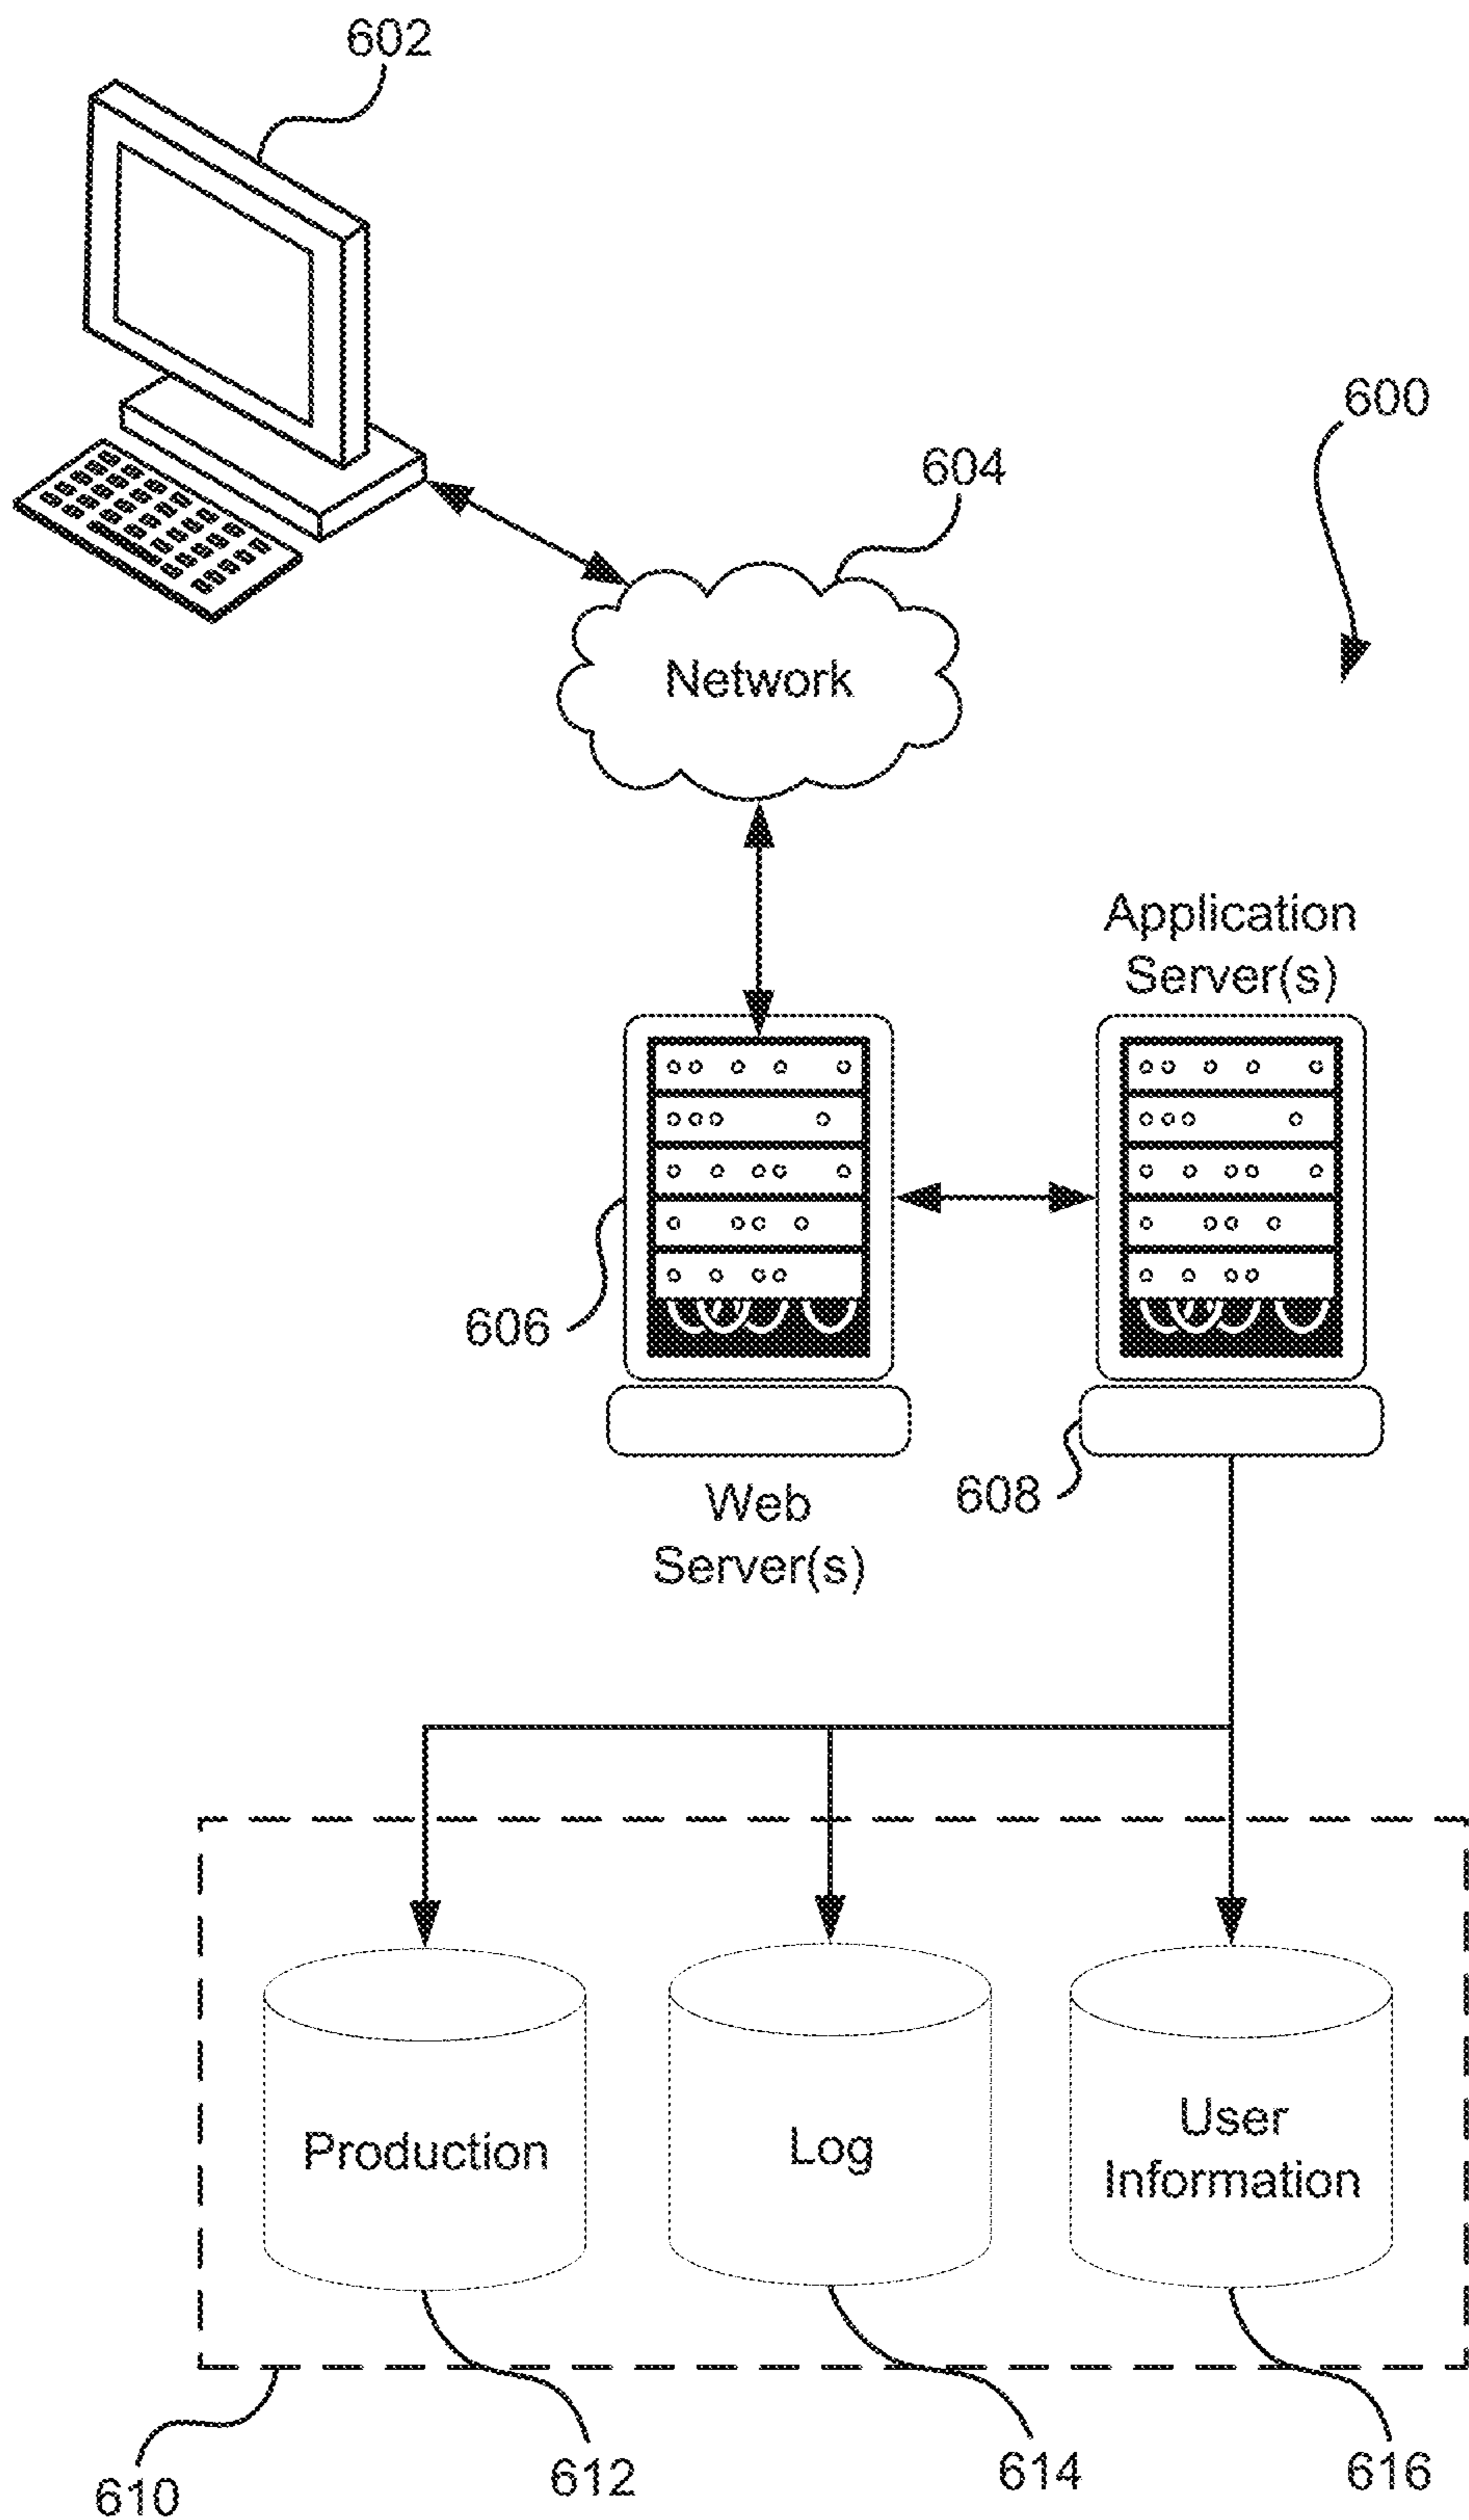 602
600
604
Network
Application
Server(s)
606
608
Web
Server(s)
Production
Log
User
Information
610
612
614
616